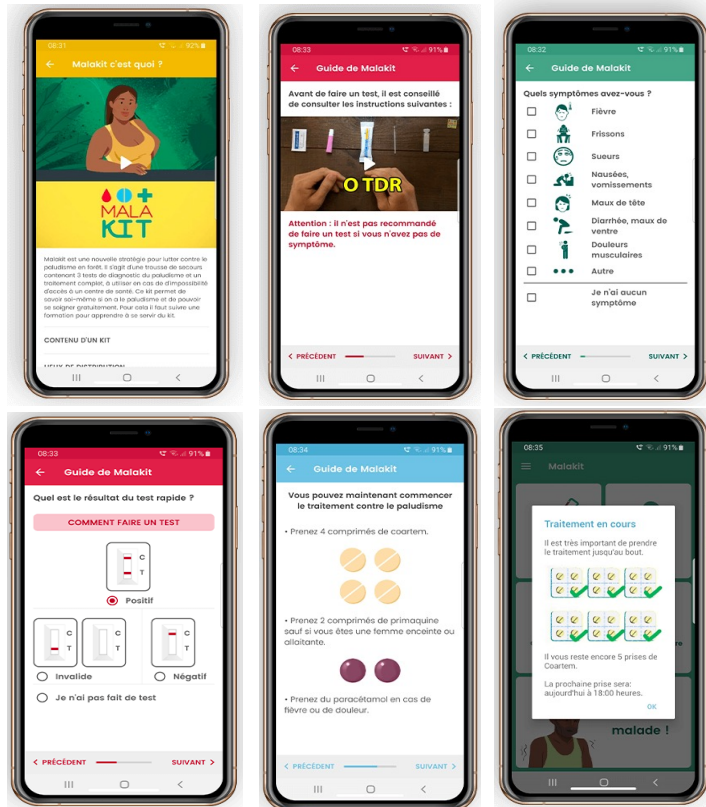 08:31
92%
Malakit c'est quoi ?
MALA
KIT
Malakit est une nouvelle stratégie pour lutter contre le
paludisme en forêt. Il s'agit d'une trousse de secours
contenant 3 tests de diagnostic du paludisme et un
traitement complet, à utiliser en cas de d'impossibilité
d'accès à un centre de santé. Ce kit permet de
savoir soi-même si on a le paludisme et de pouvoir
se soigner gratuitement. Pour cela il faut suivre une
formation pour apprendre à se servir du kit.
CONTENU D'UN KIT
LIEUX DE DISTRIBUTION
08:33
91%
Guide de Malakit
Avant de faire un test, il est conseillé
de consulter les instructions suivantes :
O TDR
Attention : il n'est pas recommandé
de faire un test si vous n'avez pas de
symptôme.
PRÉCÉDENT
SUIVANT
08:32
91%
Guide de Malakit
Quels symptômes avez-vous ?
Fièvre
Frissons
Sueurs
Nausées,
vomissements
Maux de tête
Diarrhée, maux de
ventre
Douleurs
musculaires
Autre
Je n'ai aucun
symptôme
PRÉCÉDENT
SUIVANT
08:33
91%
Guide de Malakit
Quel est le résultat du test rapide ?
COMMENT FAIRE UN TEST
C
T
Positif
C
T
C
T
Invalide
Négatif
Je n'ai pas fait de test
PRÉCÉDENT
SUIVANT
08:34
91%
Guide de Malakit
Vous pouvez maintenant commencer
le traitement contre le paludisme
• Prenez 4 comprimés de coartem.
• Prenez 2 comprimés de primaquine
sauf si vous êtes une femme enceinte ou
allaitante.
• Prenez du paracétamol en cas de
fièvre ou de douleur.
PRÉCÉDENT
SUIVANT
08:35
91%
Malakit
Traitement en cours
Il est très important de prendre
le traitement jusqu'au bout.
Il vous reste encore 5 prises de
Coartem.
La prochaine prise sera:
aujourd'hui à 18:00 heures.
OK
malade !